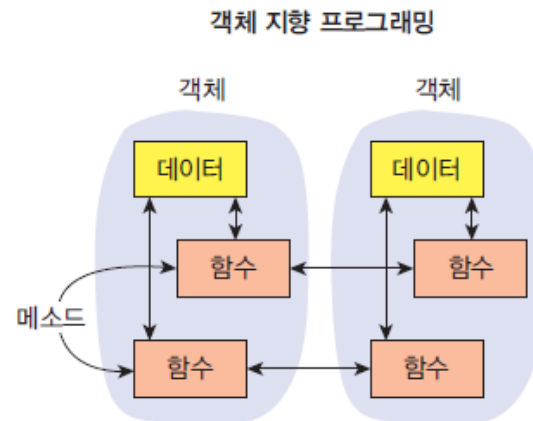 객체 지향 프로그래밍
객체
객체
데이터
데이터
함수
함수
메소드
함수
함수